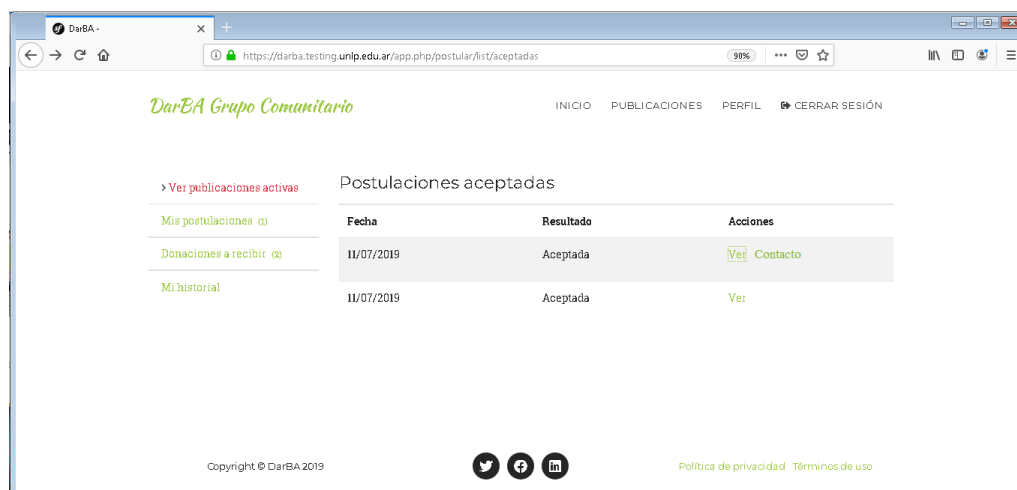 DarBA -
https://darba.testing.unlp.edu.ar/app.php/postular/list/aceptadas 90%
DarBA Grupo Comunitario INICIO PUBLICACIONES PERFIL CERRAR SESIÓN
Postulaciones aceptadas
Ver publicaciones activas
Mis postulaciones (1)
Donaciones a recibir (2)
Mi historial
Fecha Resultado Acciones
11/07/2019 Aceptada Ver Contacto
11/07/2019 Aceptada Ver
Copyright © DarBA 2019 Política de privacidad Términos de uso